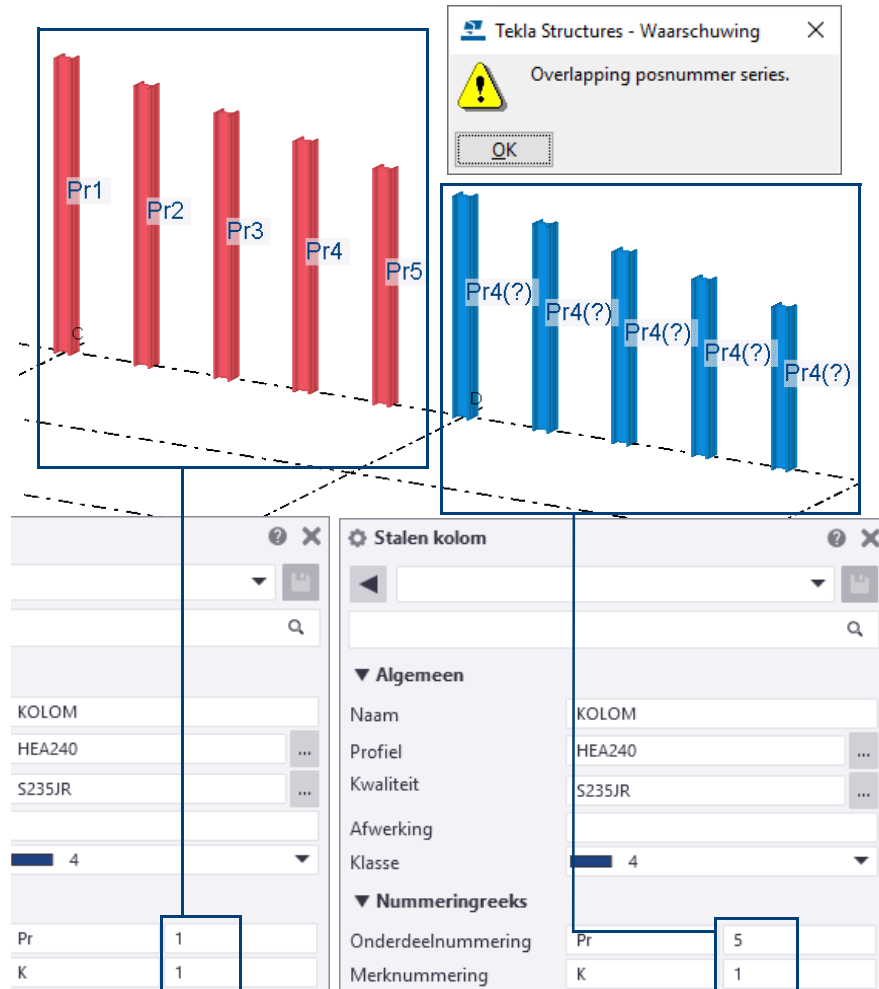 Tekla Structures - Waarschuwing
Overlapping posnummer series.
OK
Pr1
Pr2
Pr3
Pr4
Pr5
C
Pr4(?)
Pr4(?)
Pr4(?)
Pr4(?)
Pr4(?)
D
KOLOM
HEA240
...
S235JR
...
4
Pr 1
K 1
Stalen kolom
Algemeen
Naam KOLOM
Profiel HEA240 ...
Kwaliteit S235JR ...
Afwerking
Klasse 4
Nummeringreeks
Onderdeelnummering Pr 5
Merknummering K 1